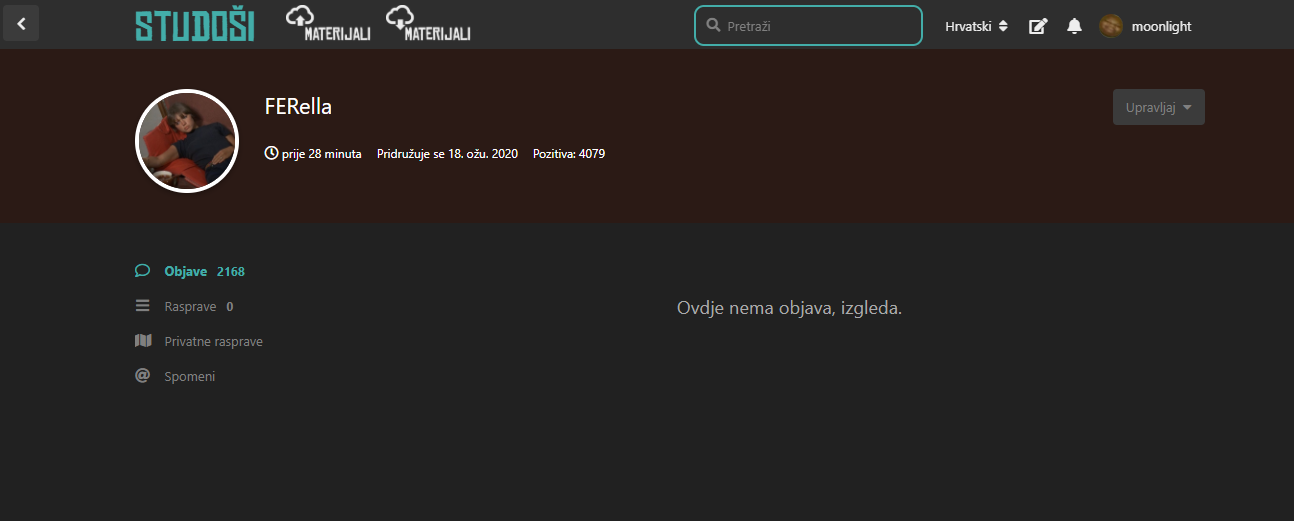 STUDOŠI MATERIJALI MATERIJALI Pretraži Hrvatski moonlight
FERella
Upravljaj
prije 28 minuta Pridružuje se 18. ožu. 2020 Pozitiva: 4079
Objave 2168
Rasprave 0
Privatne rasprave
Spomeni
Ovdje nema objava, izgleda.